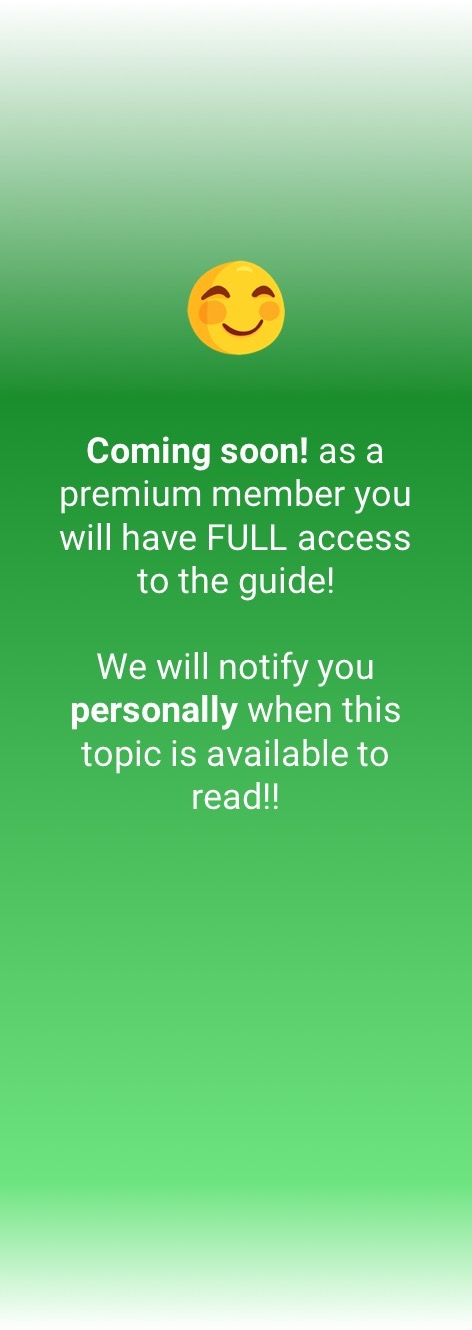 Coming soon! as a
premium member you
will have FULL access
to the guide!
We will notify you
personally when this
topic is available to
read!!